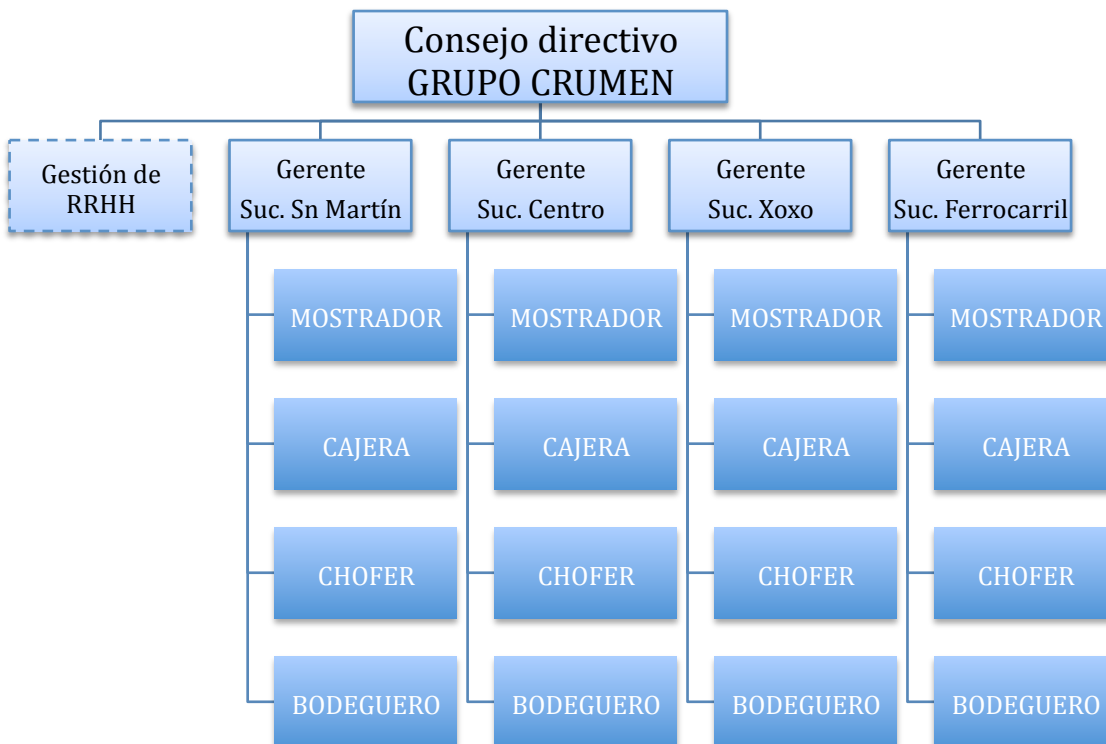 Consejo directivo
GRUPO CRUMEN
Gestión de
RRHH
Gerente
Suc. Sn Martín
Gerente
Suc. Centro
Gerente
Suc. Xoxo
Gerente
Suc. Ferrocarril
MOSTRADOR
MOSTRADOR
MOSTRADOR
MOSTRADOR
CAJERA
CAJERA
CAJERA
CAJERA
CHOFER
CHOFER
CHOFER
CHOFER
BODEGUERO
BODEGUERO
BODEGUERO
BODEGUERO